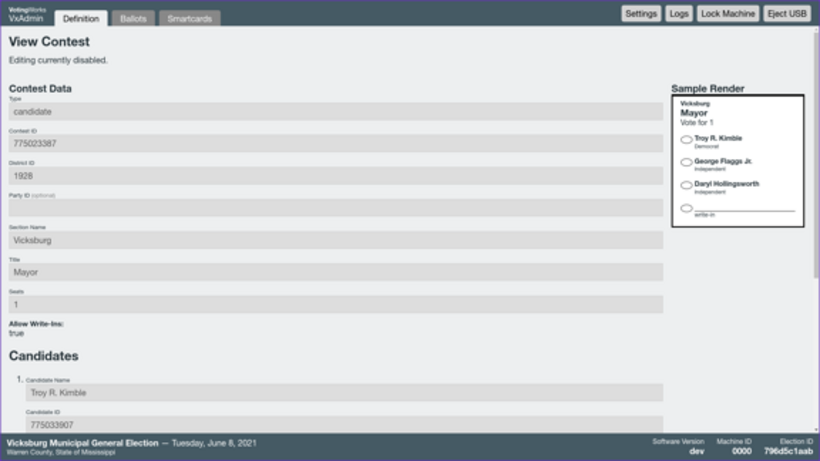 VotingWorks
VxAdmin
Definition
Ballots
Smartcards
Settings
Logs
Lock Machine
Eject USB
View Contest
Editing currently disabled.
Contest Data
Type
candidate
Contest ID
775023387
District ID
1928
Party ID (optional)
Section Name
Vicksburg
Title
Mayor
Seats
1
Allow Write-Ins:
true
Candidates
1. Candidate Name
Troy R. Kimble
Candidate ID
775033907
Sample Render
Vicksburg
Mayor
Vote for 1
Troy R. Kimble
Democrat
George Flaggs Jr.
Independent
Daryl Hollingsworth
Independent
write-in
Vicksburg Municipal General Election — Tuesday, June 8, 2021
Warren County, State of Mississippi
Software Version
dev
Machine ID
0000
Election ID
796d5c1aab